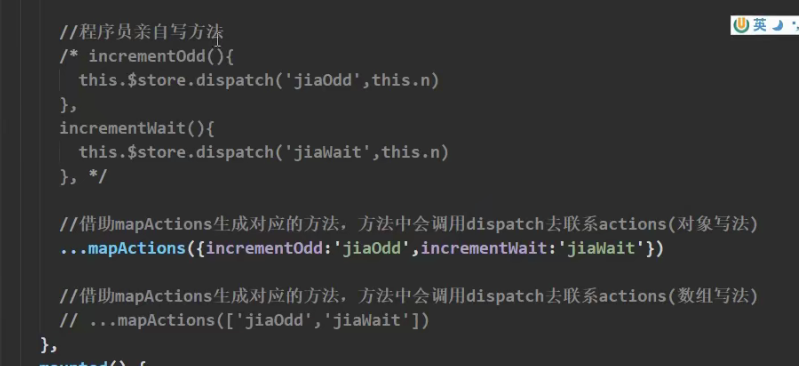 英
//程序员亲自写方法
/* incrementOdd(){
this.$store.dispatch('jiaOdd',this.n)
},
incrementWait(){
this.$store.dispatch('jiaWait',this.n)
}, */
//借助mapActions生成对应的方法，方法中会调用dispatch去联系actions(对象写法)
...mapActions({incrementOdd:'jiaOdd',incrementWait:'jiaWait'})
//借助mapActions生成对应的方法，方法中会调用dispatch去联系actions(数组写法)
// ...mapActions(['jiaOdd','jiaWait'])
},
mounted() {